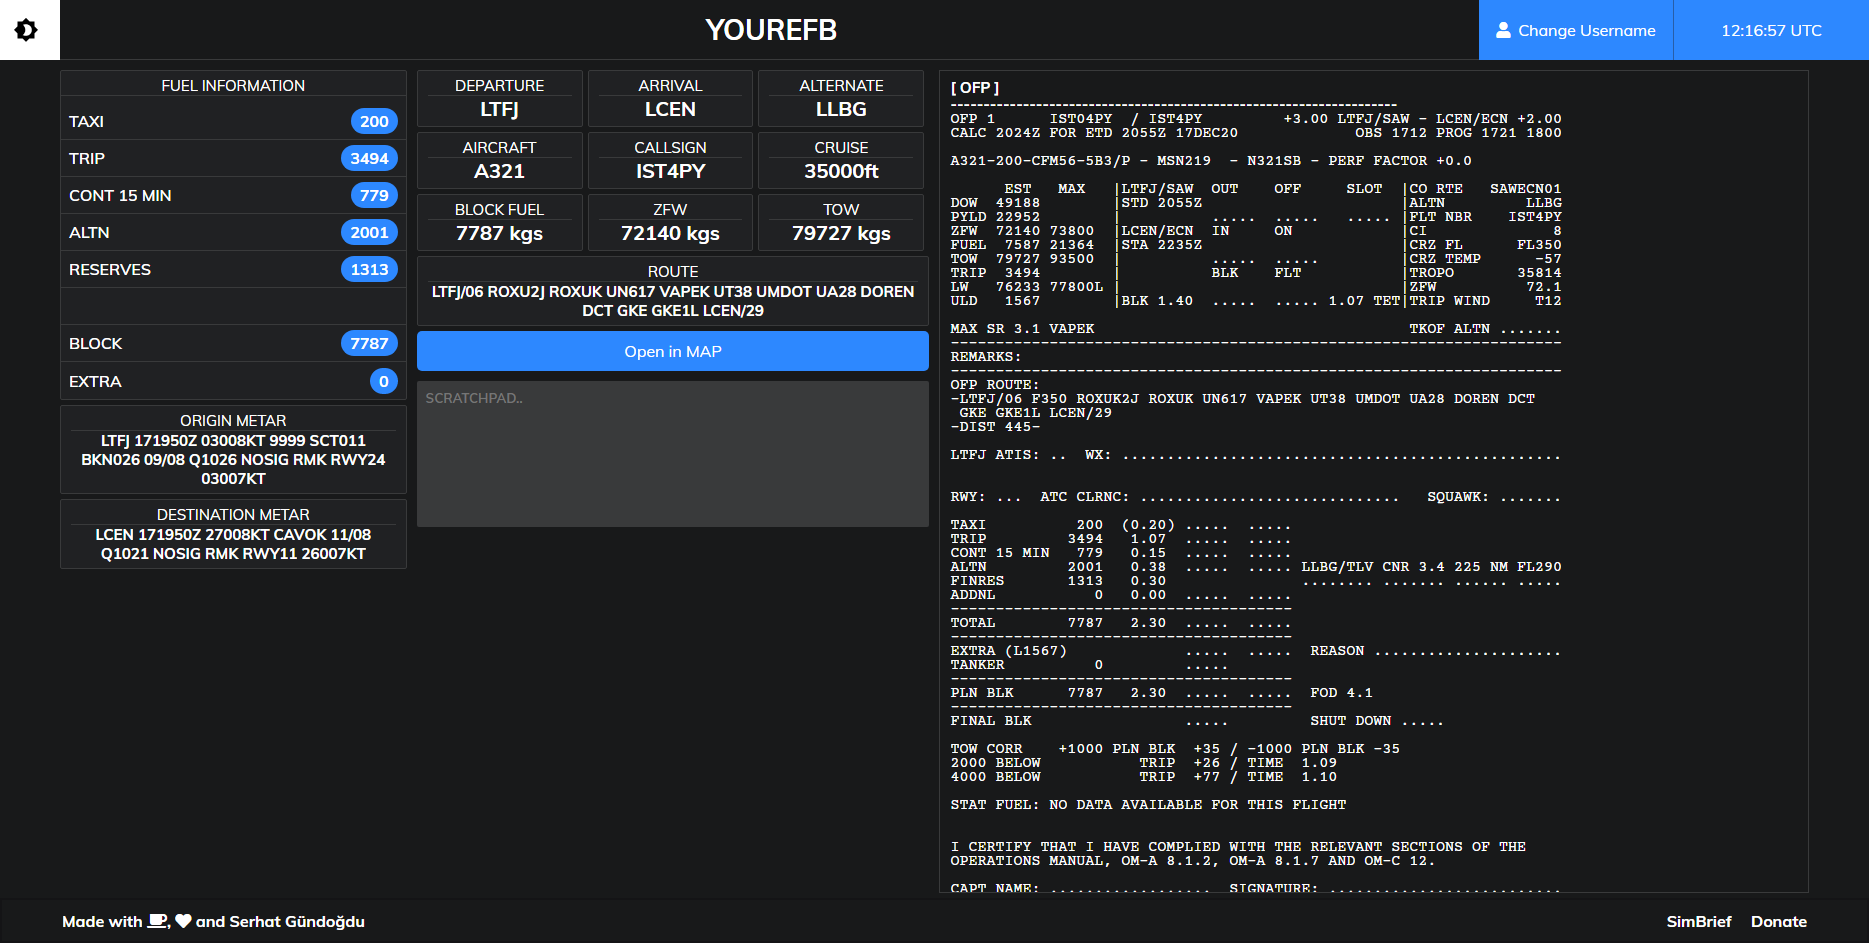 YOUREFB
Change Username
12:16:57 UTC
FUEL INFORMATION
TAXI 200
TRIP 3494
CONT 15 MIN 779
ALTN 2001
RESERVES 1313
BLOCK 7787
EXTRA 0
ORIGIN METAR
LTFJ 171950Z 03008KT 9999 SCT011
BKN026 09/08 Q1026 NOSIG RMK RWY24
03007KT
DESTINATION METAR
LCEN 171950Z 27008KT CAVOK 11/08
Q1021 NOSIG RMK RWY11 26007KT
DEPARTURE
LTFJ
ARRIVAL
LCEN
ALTERNATE
LLBG
AIRCRAFT
A321
CALLSIGN
IST4PY
CRUISE
35000ft
BLOCK FUEL
7787 kgs
ZFW
72140 kgs
TOW
79727 kgs
ROUTE
LTFJ/06 ROXU2J ROXUK UN617 VAPEK UT38 UMDOT UA28 DOREN
DCT GKE GKE1L LCEN/29
Open in MAP
SCRATCHPAD..
[ OFP ]
--------------------------------------------------------------------
OFP 1      IST04PY  / IST4PY         +3.00 LTFJ/SAW - LCEN/ECN +2.00
CALC 2024Z FOR ETD 2055Z 17DEC20             OBS 1712 PROG 1721 1800
A321-200-CFM56-5B3/P - MSN219  - N321SB - PERF FACTOR +0.0
      EST   MAX   |LTFJ/SAW  OUT    OFF     SLOT  |CO RTE   SAWECN01
DOW  49188        |STD 2055Z                      |ALTN         LLBG
PYLD 22952        |          .....  .....   ..... |FLT NBR    IST4PY
ZFW  72140 73800  |LCEN/ECN  IN     ON            |CI              8
FUEL  7587 21364  |STA 2235Z                      |CRZ FL      FL350
TOW  79727 93500  |          .....  .....         |CRZ TEMP      -57
TRIP  3494        |          BLK    FLT           |TROPO       35814
LW   76233 77800L |                               |ZFW          72.1
ULD   1567        |BLK 1.40  .....  ..... 1.07 TET|TRIP WIND     T12
MAX SR 3.1 VAPEK                                   TKOF ALTN .......
--------------------------------------------------------------------
REMARKS:
--------------------------------------------------------------------
OFP ROUTE:
-LTFJ/06 F350 ROXUK2J ROXUK UN617 VAPEK UT38 UMDOT UA28 DOREN DCT
 GKE GKE1L LCEN/29
-DIST 445-
LTFJ ATIS: ..  WX: .................................................
RWY: ...  ATC CLRNC: .............................   SQUAWK: .......
TAXI          200  (0.20) .....  .....
TRIP         3494   1.07  .....  .....
CONT 15 MIN   779   0.15  .....  .....
ALTN         2001   0.38  .....  ..... LLBG/TLV CNR 3.4 225 NM FL290
FINRES       1313   0.30               ........ ....... ...... .....
ADDNL           0   0.00  .....  .....
--------------------------------------
TOTAL        7787   2.30  .....  .....
--------------------------------------
EXTRA (L1567)             .....  .....  REASON .....................
TANKER          0         .....
--------------------------------------
PLN BLK      7787   2.30  .....  .....  FOD 4.1
--------------------------------------
FINAL BLK                 .....         SHUT DOWN .....
TOW CORR    +1000 PLN BLK  +35 / -1000 PLN BLK -35
2000 BELOW           TRIP  +26 / TIME  1.09
4000 BELOW           TRIP  +77 / TIME  1.10
STAT FUEL: NO DATA AVAILABLE FOR THIS FLIGHT
I CERTIFY THAT I HAVE COMPLIED WITH THE RELEVANT SECTIONS OF THE
OPERATIONS MANUAL, OM-A 8.1.2, OM-A 8.1.7 AND OM-C 12.
CAPT NAME: ..................  SIGNATURE: ..........................
Made with , and Serhat Gündoğdu
SimBrief Donate